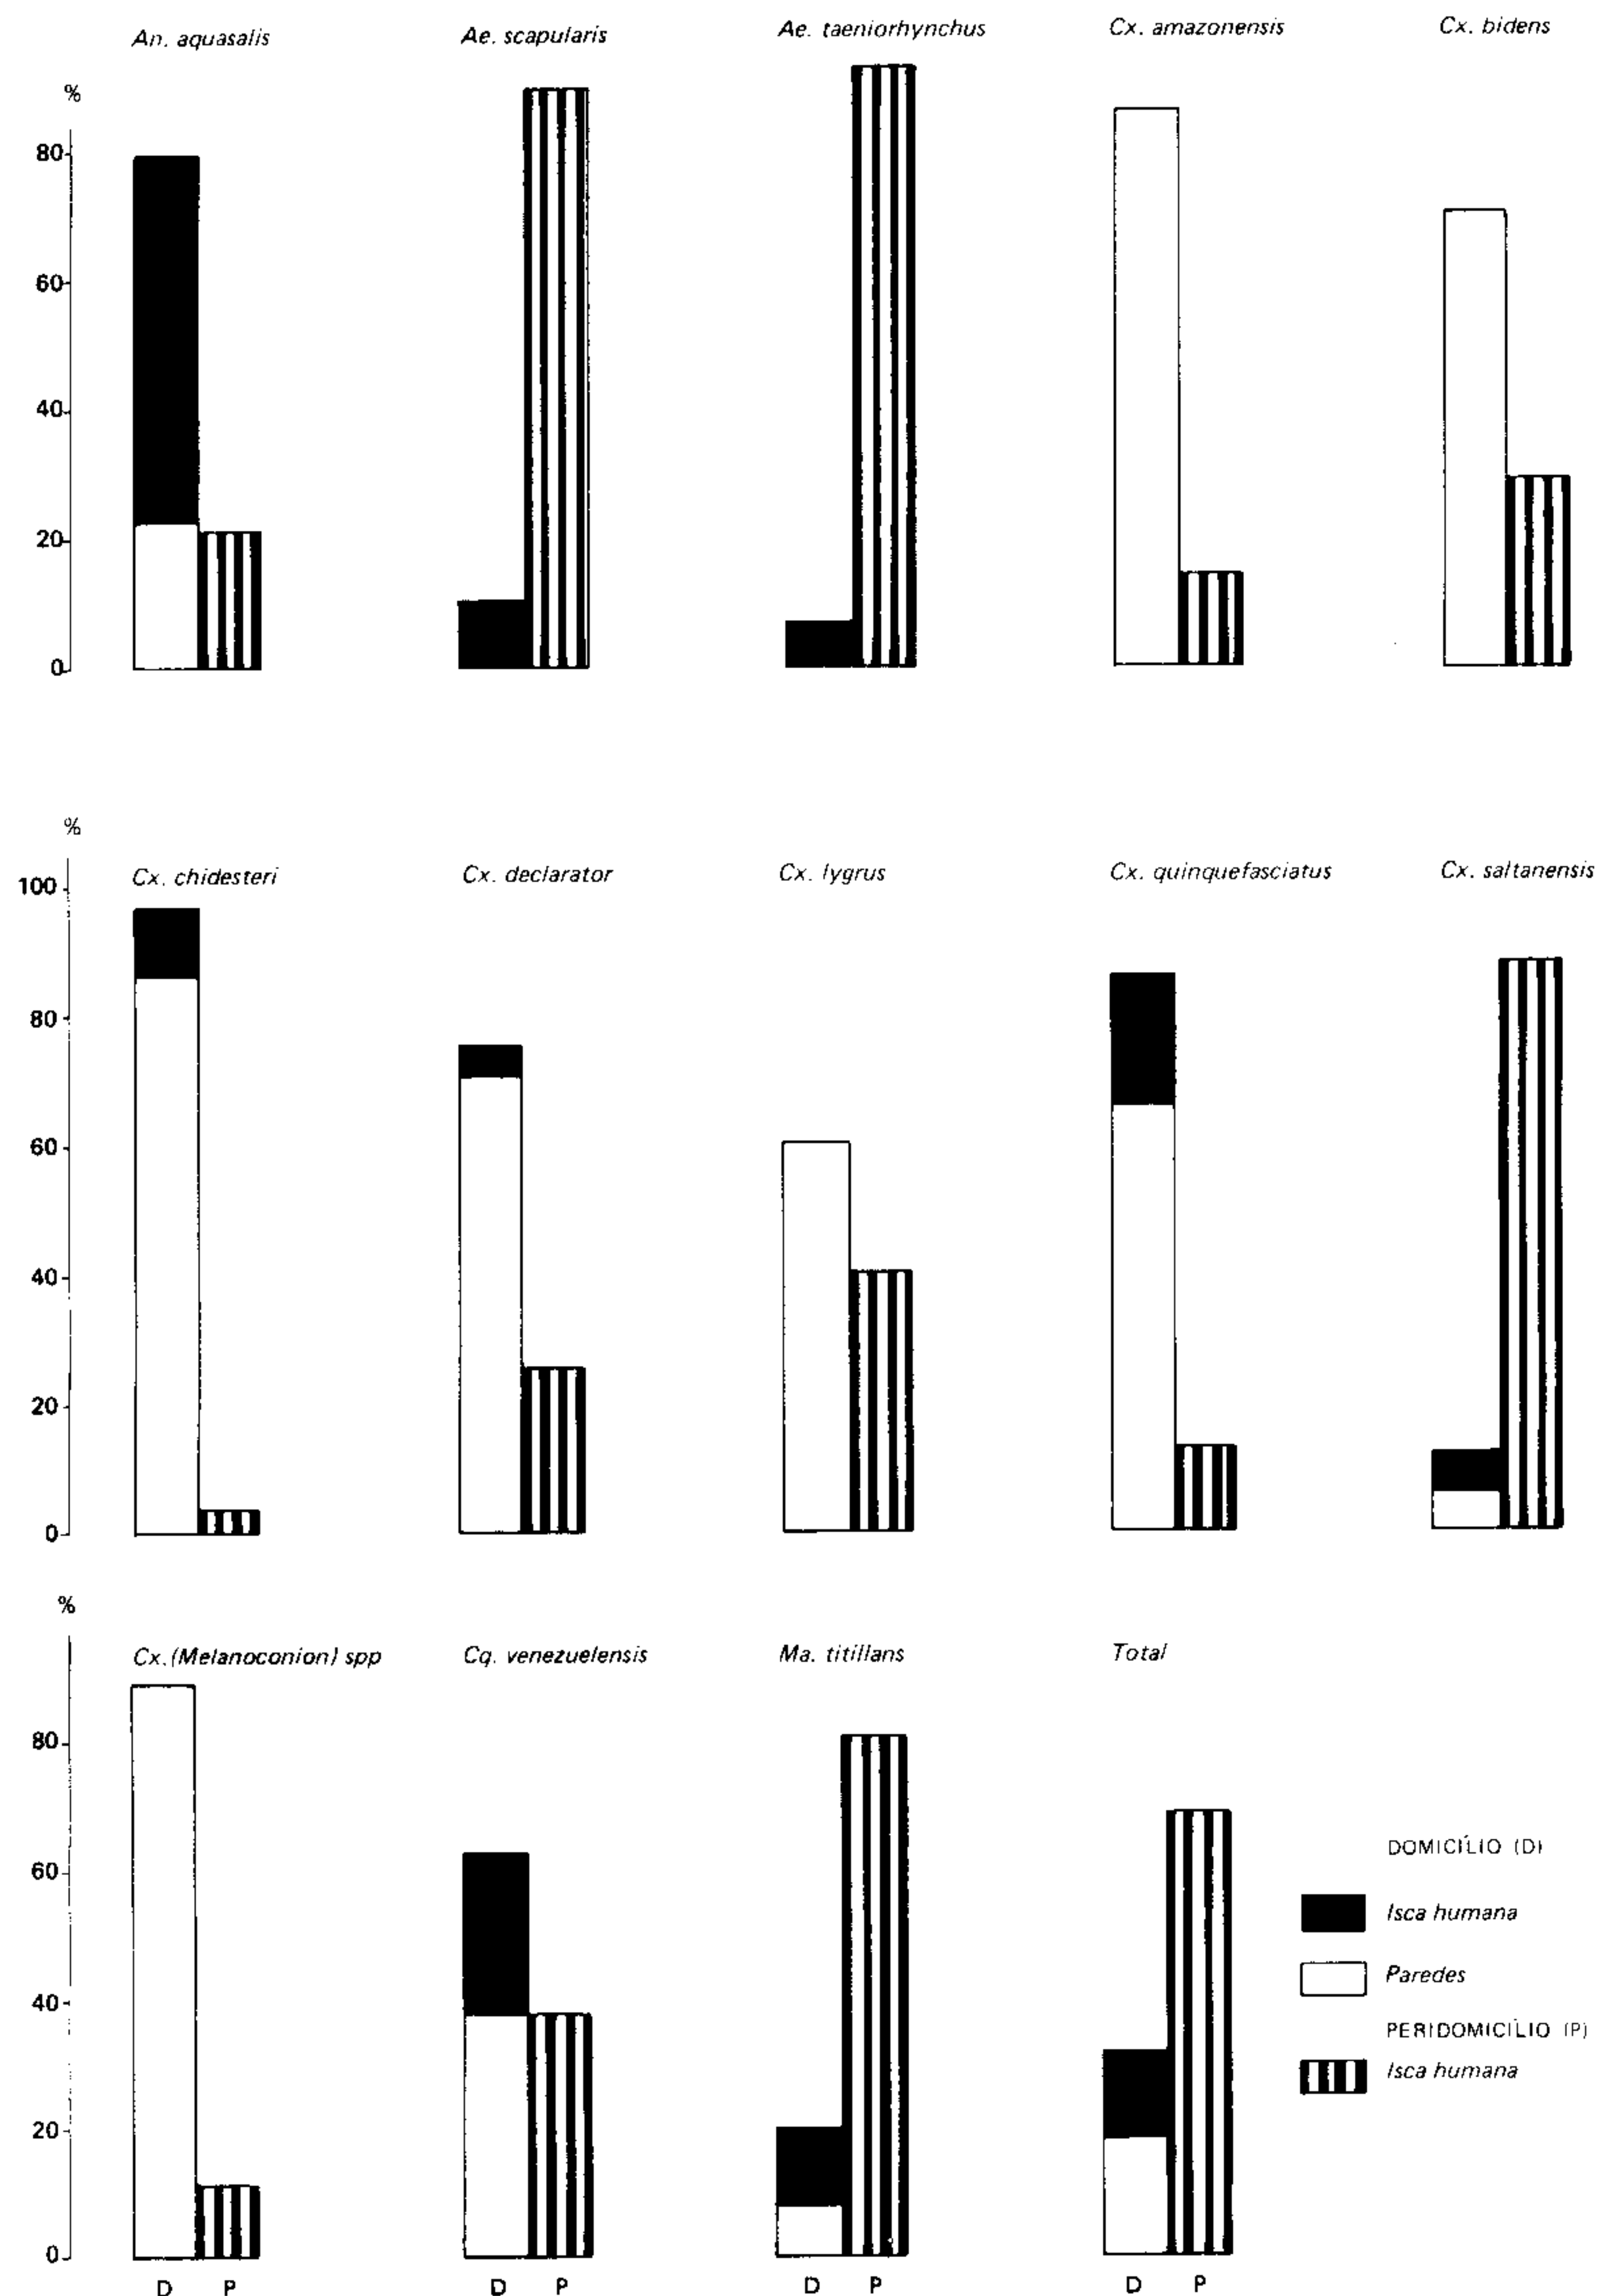 An. aquasalis
Ae. scapularis
Ae. taeniorhynchus
Cx. amazonensis
Cx. bidens
%
80
60
40
20
0
%
100
Cx. chidesteri
Cx. declarator
Cx. lygrus
Cx. quinquefasciatus
Cx. saltanensis
80
60
40
20
0
%
Cx. (Melanoconion) spp
Cq. venezuelensis
Ma. titillans
Total
80
60
40
20
0
DOMICÍLIO (D)
Isca humana
Paredes
PERIDOMICÍLIO (P)
Isca humana
D P
D P
D P
D P